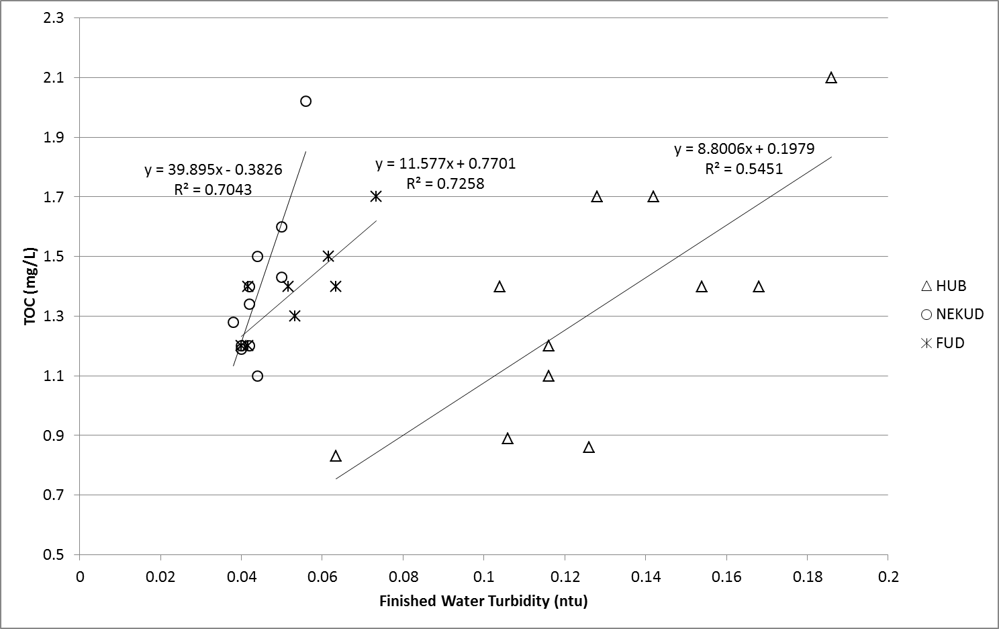 2.3
2.1
1.9
1.7
1.5
1.3
1.1
0.9
0.7
0.5
TOC (mg/L)
y = 39.895x - 0.3826
R² = 0.7043
y = 11.577x + 0.7701
R² = 0.7258
y = 8.8006x + 0.1979
R² = 0.5451
HUB
NEKUD
FUD
0 0.02 0.04 0.06 0.08 0.1 0.12 0.14 0.16 0.18 0.2
Finished Water Turbidity (ntu)